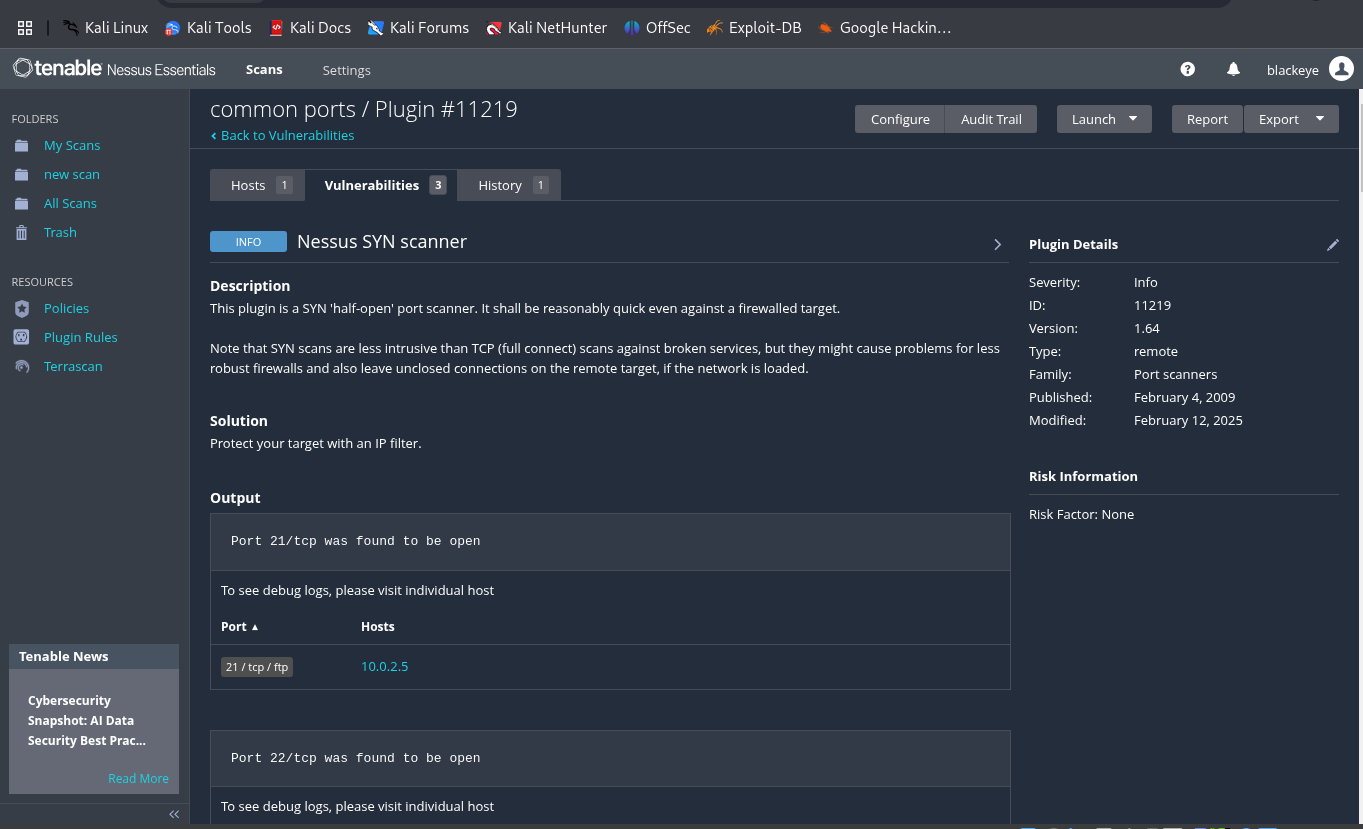 Kali Linux Kali Tools Kali Docs Kali Forums Kali NetHunter OffSec Exploit-DB Google Hackin…
tenable Nessus Essentials Scans Settings ? blackeye
FOLDERS
My Scans
new scan
All Scans
Trash
RESOURCES
Policies
Plugin Rules
Terrascan
Tenable News
Cybersecurity
Snapshot: AI Data
Security Best Prac...
Read More
common ports / Plugin #11219
Back to Vulnerabilities
Configure Audit Trail Launch Report Export
Hosts 1 Vulnerabilities 3 History 1
INFO Nessus SYN scanner
Description
This plugin is a SYN 'half-open' port scanner. It shall be reasonably quick even against a firewalled target.
Note that SYN scans are less intrusive than TCP (full connect) scans against broken services, but they might cause problems for less
robust firewalls and also leave unclosed connections on the remote target, if the network is loaded.
Solution
Protect your target with an IP filter.
Output
Port 21/tcp was found to be open
To see debug logs, please visit individual host
Port ▲ Hosts
21 / tcp / ftp 10.0.2.5
Port 22/tcp was found to be open
To see debug logs, please visit individual host
Plugin Details
Severity: Info
ID: 11219
Version: 1.64
Type: remote
Family: Port scanners
Published: February 4, 2009
Modified: February 12, 2025
Risk Information
Risk Factor: None